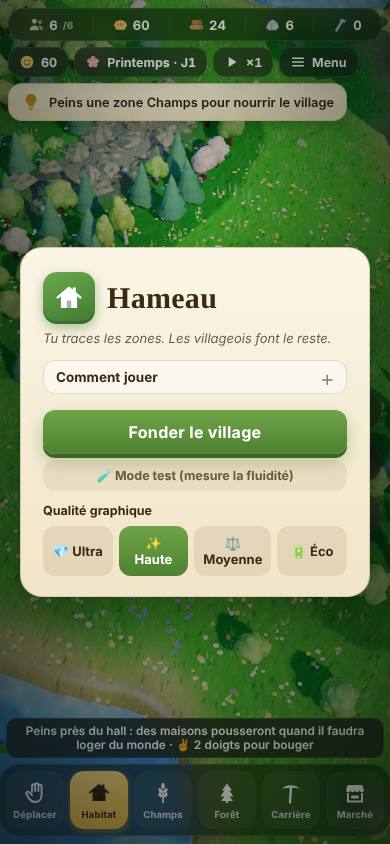 6 /6 60 24 6 0
60 Printemps · J1 ×1 Menu
Peins une zone Champs pour nourrir le village
Hameau
Tu traces les zones. Les villageois font le reste.
Comment jouer
Fonder le village
Mode test (mesure la fluidité)
Qualité graphique
Ultra
Haute
Moyenne
Éco
Peins près du hall : des maisons pousseront quand il faudra
loger du monde · ✌️ 2 doigts pour bouger
Déplacer Habitat Champs Forêt Carrière Marché